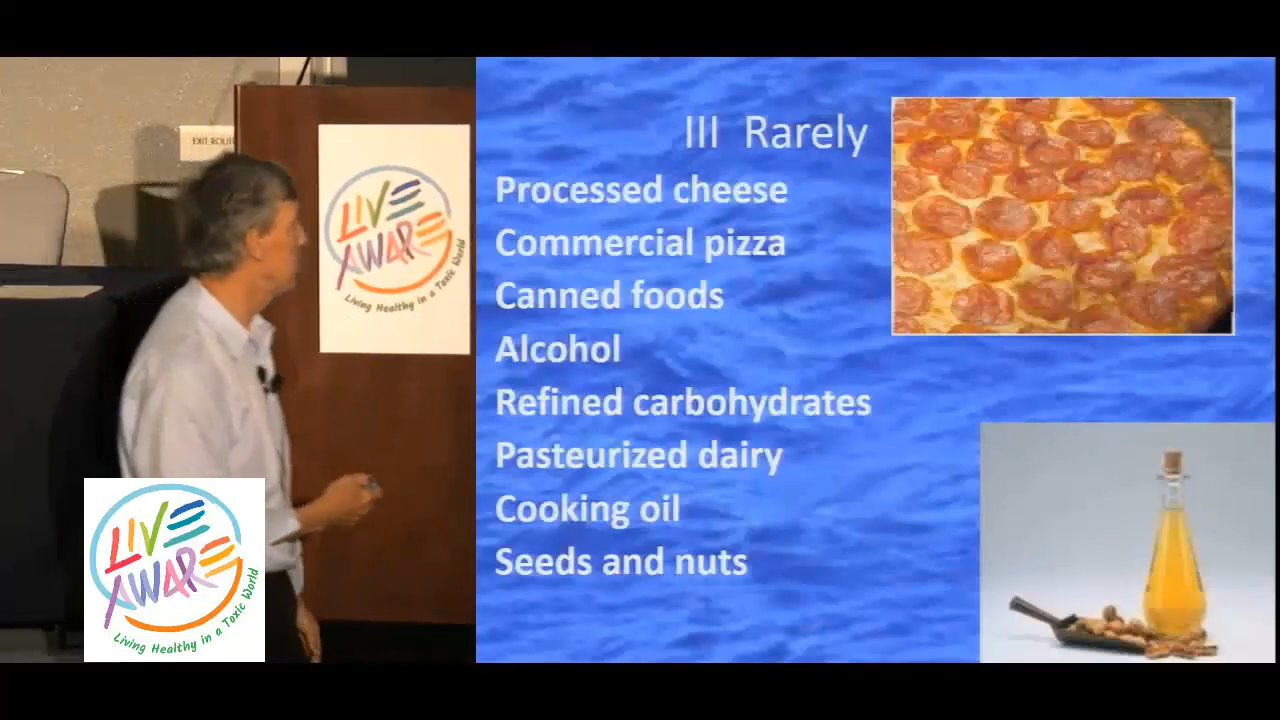 EXIT ROUTE
LIVE
AWARE
Living Healthy in a Toxic World
III Rarely
Processed cheese
Commercial pizza
Canned foods
Alcohol
Refined carbohydrates
Pasteurized dairy
Cooking oil
Seeds and nuts
LIVE
AWARE
Living Healthy in a Toxic World